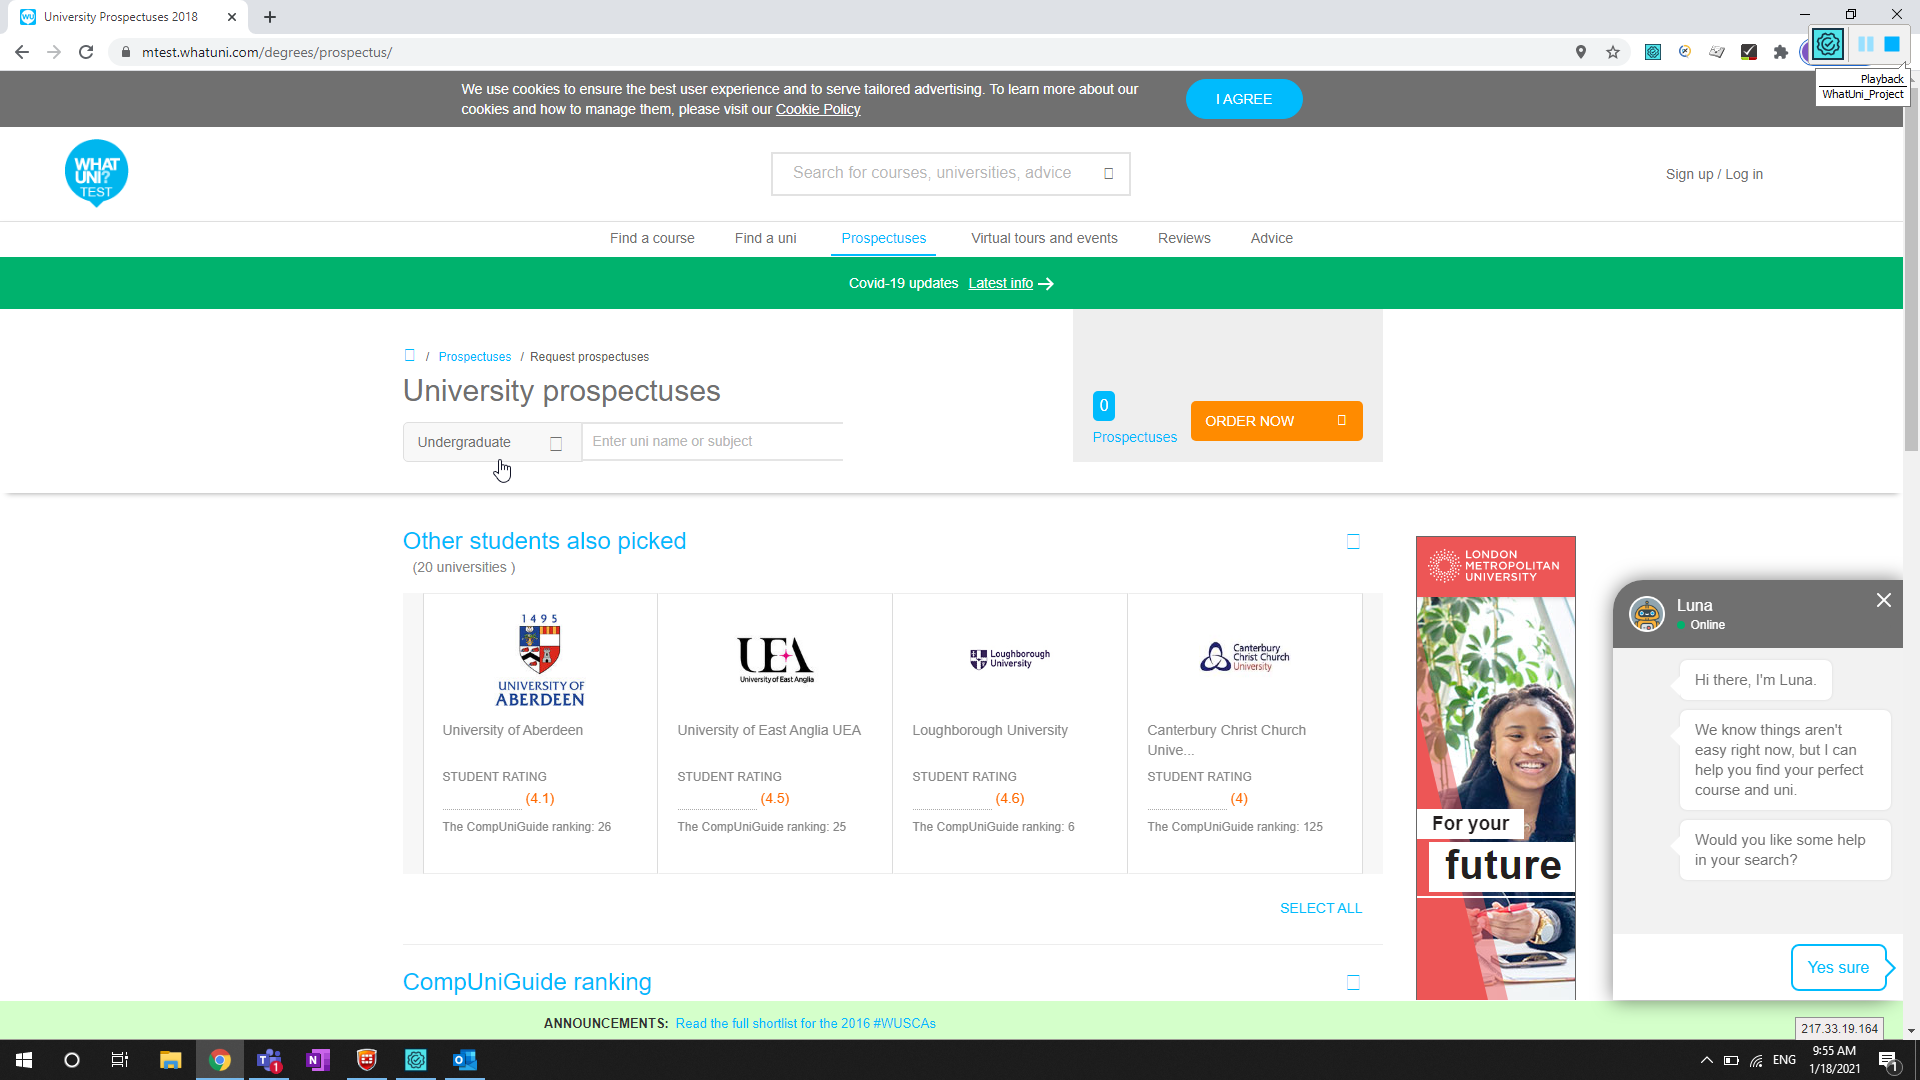 University Prospectuses 2018
mtest.whatuni.com/degrees/prospectus/
Playback
WhatUni_Project
We use cookies to ensure the best user experience and to serve tailored advertising. To learn more about our
cookies and how to manage them, please visit our Cookie Policy
I AGREE
WHAT
UNI?
TEST
Search for courses, universities, advice
Sign up / Log in
Find a course
Find a uni
Prospectuses
Virtual tours and events
Reviews
Advice
Covid-19 updates Latest info
/ Prospectuses / Request prospectuses
University prospectuses
Undergraduate
Enter uni name or subject
0
Prospectuses
ORDER NOW
Other students also picked
(20 universities )
1495
UNIVERSITY OF
ABERDEEN
University of Aberdeen
STUDENT RATING
(4.1)
The CompUniGuide ranking: 26
UEA
University of East Anglia
University of East Anglia UEA
STUDENT RATING
(4.5)
The CompUniGuide ranking: 25
Loughborough
University
Loughborough University
STUDENT RATING
(4.6)
The CompUniGuide ranking: 6
Canterbury
Christ Church
University
Canterbury Christ Church
Unive...
STUDENT RATING
(4)
The CompUniGuide ranking: 125
SELECT ALL
CompUniGuide ranking
LONDON
METROPOLITAN
UNIVERSITY
For your
future
Luna
Online
Hi there, I'm Luna.
We know things aren't
easy right now, but I can
help you find your perfect
course and uni.
Would you like some help
in your search?
Yes sure
ANNOUNCEMENTS: Read the full shortlist for the 2016 #WUSCAs
217.33.19.164
ENG
9:55 AM
1/18/2021